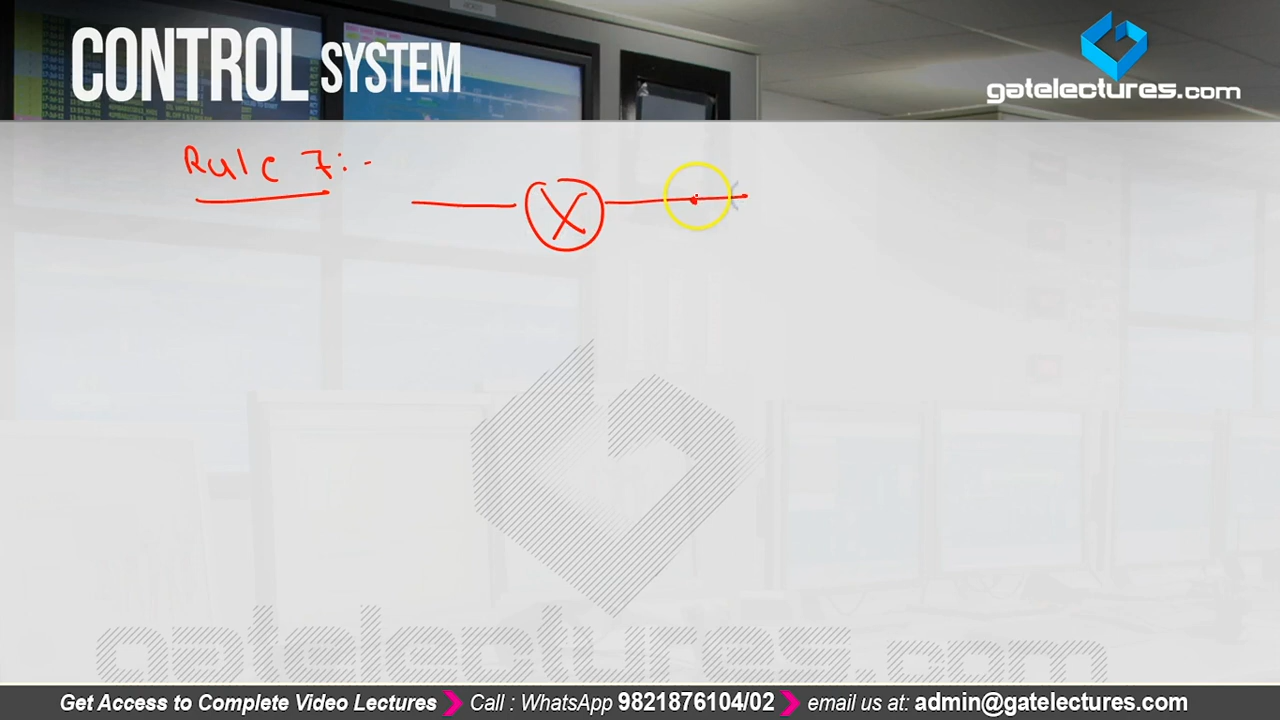 CONTROL SYSTEM
gatelectures.com
Rule 7:-
gatelectures.com
Get Access to Complete Video Lectures Call : WhatsApp 9821876104/02 email us at: admin@gatelectures.com